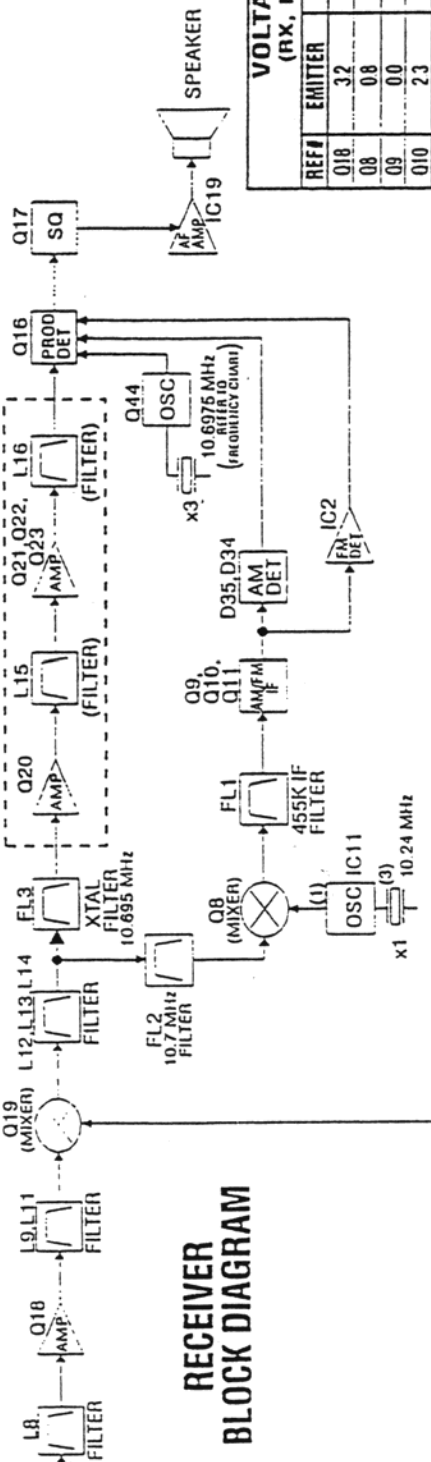 L8
FILTER
Q18
AMP
L9,L11
FILTER
Q19
(MIXER)
L12,L13,L14
FILTER
FL3
XTAL
FILTER
10.695 MHz
FL2
10.7 MHz
FILTER
Q20
AMP
L15
(FILTER)
Q21,Q22,
Q23
AMP
L16
(FILTER)
Q16
PROD
DET
Q17
SQ
AF
AMP
IC19
SPEAKER
Q44
OSC
x3
10.6975 MHz
(REFER TO
FREQUENCY CHART)
Q8
(MIXER)
(1)
OSC
IC11
(3)
x1
10.24 MHz
FL1
455K IF
FILTER
Q9,
Q10,
Q11
AM/FM
IF
D35,D34
AM
DET
IC2
FM
DET
RECEIVER
BLOCK DIAGRAM
VOLTA
(RX,
REF# EMITTER
Q18 3.2
Q8 0.8
Q9 0.0
Q10 2.3